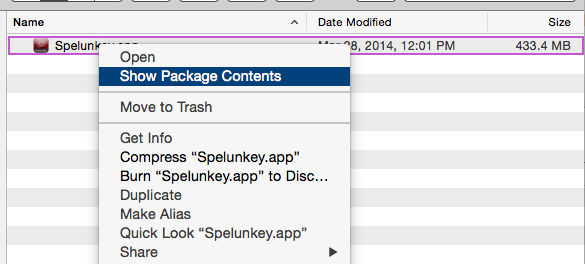 Name Date Modified Size
Spelunkey.app Mar 28, 2014, 12:01 PM 433.4 MB
Open
Show Package Contents
Move to Trash
Get Info
Compress “Spelunkey.app”
Burn “Spelunkey.app” to Disc…
Duplicate
Make Alias
Quick Look “Spelunkey.app”
Share